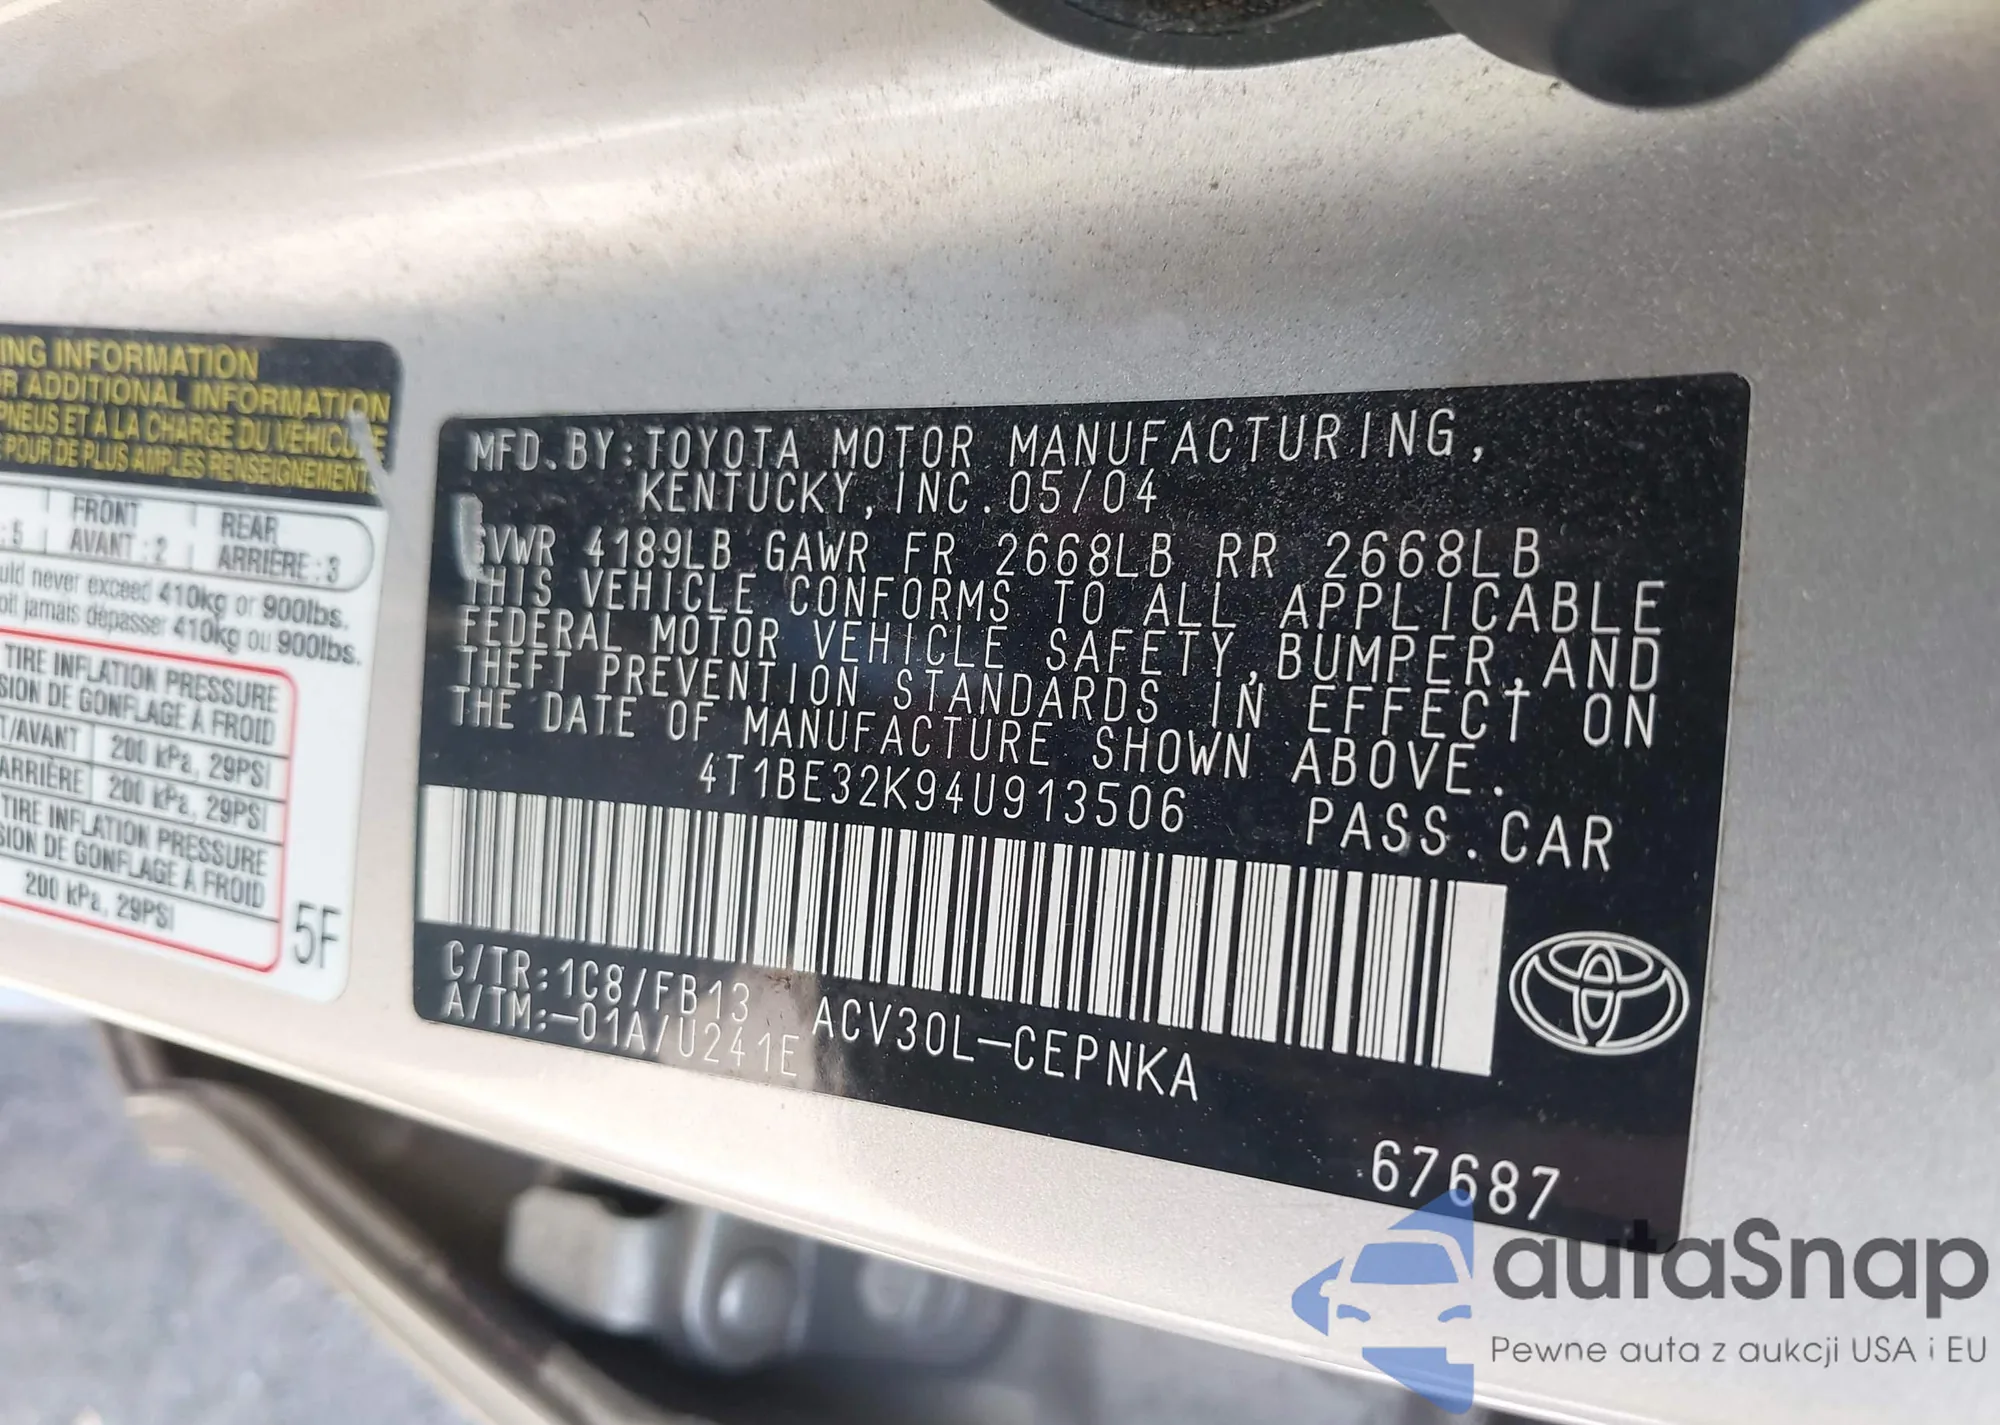 ING INFORMATION
R ADDITIONAL INFORMATION
PNEUS ET À LA CHARGE DU VÉHICULE
POUR DE PLUS AMPLES RENSEIGNEMENTS
:5 FRONT AVANT : 2 REAR ARRIÈRE : 3
uld never exceed 410kg or 900lbs.
oit jamais dépasser 410kg ou 900lbs.
TIRE INFLATION PRESSURE
SION DE GONFLAGE À FROID
T/AVANT 200 kPa, 29PSI
ARRIÈRE 200 kPa, 29PSI
TIRE INFLATION PRESSURE
SION DE GONFLAGE À FROID
200 kPa, 29PSI
5F
MFD. BY: TOYOTA MOTOR MANUFACTURING,
KENTUCKY, INC. 05/04
GVWR 4189LB GAWR FR 2668LB RR 2668LB
THIS VEHICLE CONFORMS TO ALL APPLICABLE
FEDERAL MOTOR VEHICLE SAFETY, BUMPER, AND
THEFT PREVENTION STANDARDS IN EFFECT ON
THE DATE OF MANUFACTURE SHOWN ABOVE.
4T1BE32K94U913506 PASS. CAR
C/TR: 1C8/FB13 ACV30L-CEPNKA
A/TM: -01A/U241E
67687
autaSnap
Pewne auta z aukcji USA i EU